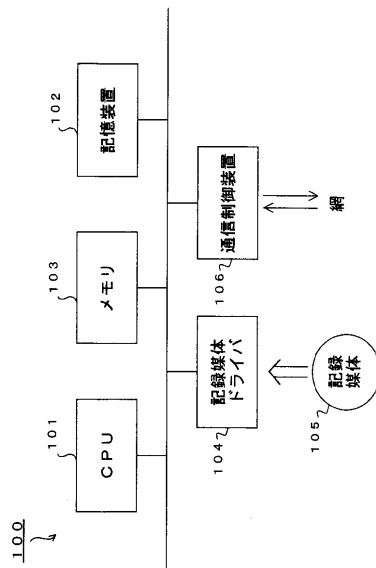 100
101
CPU
103
メモリ
102
記憶装置
104
記録媒体
ドライバ
106
通信制御装置
105
記録
媒体
網